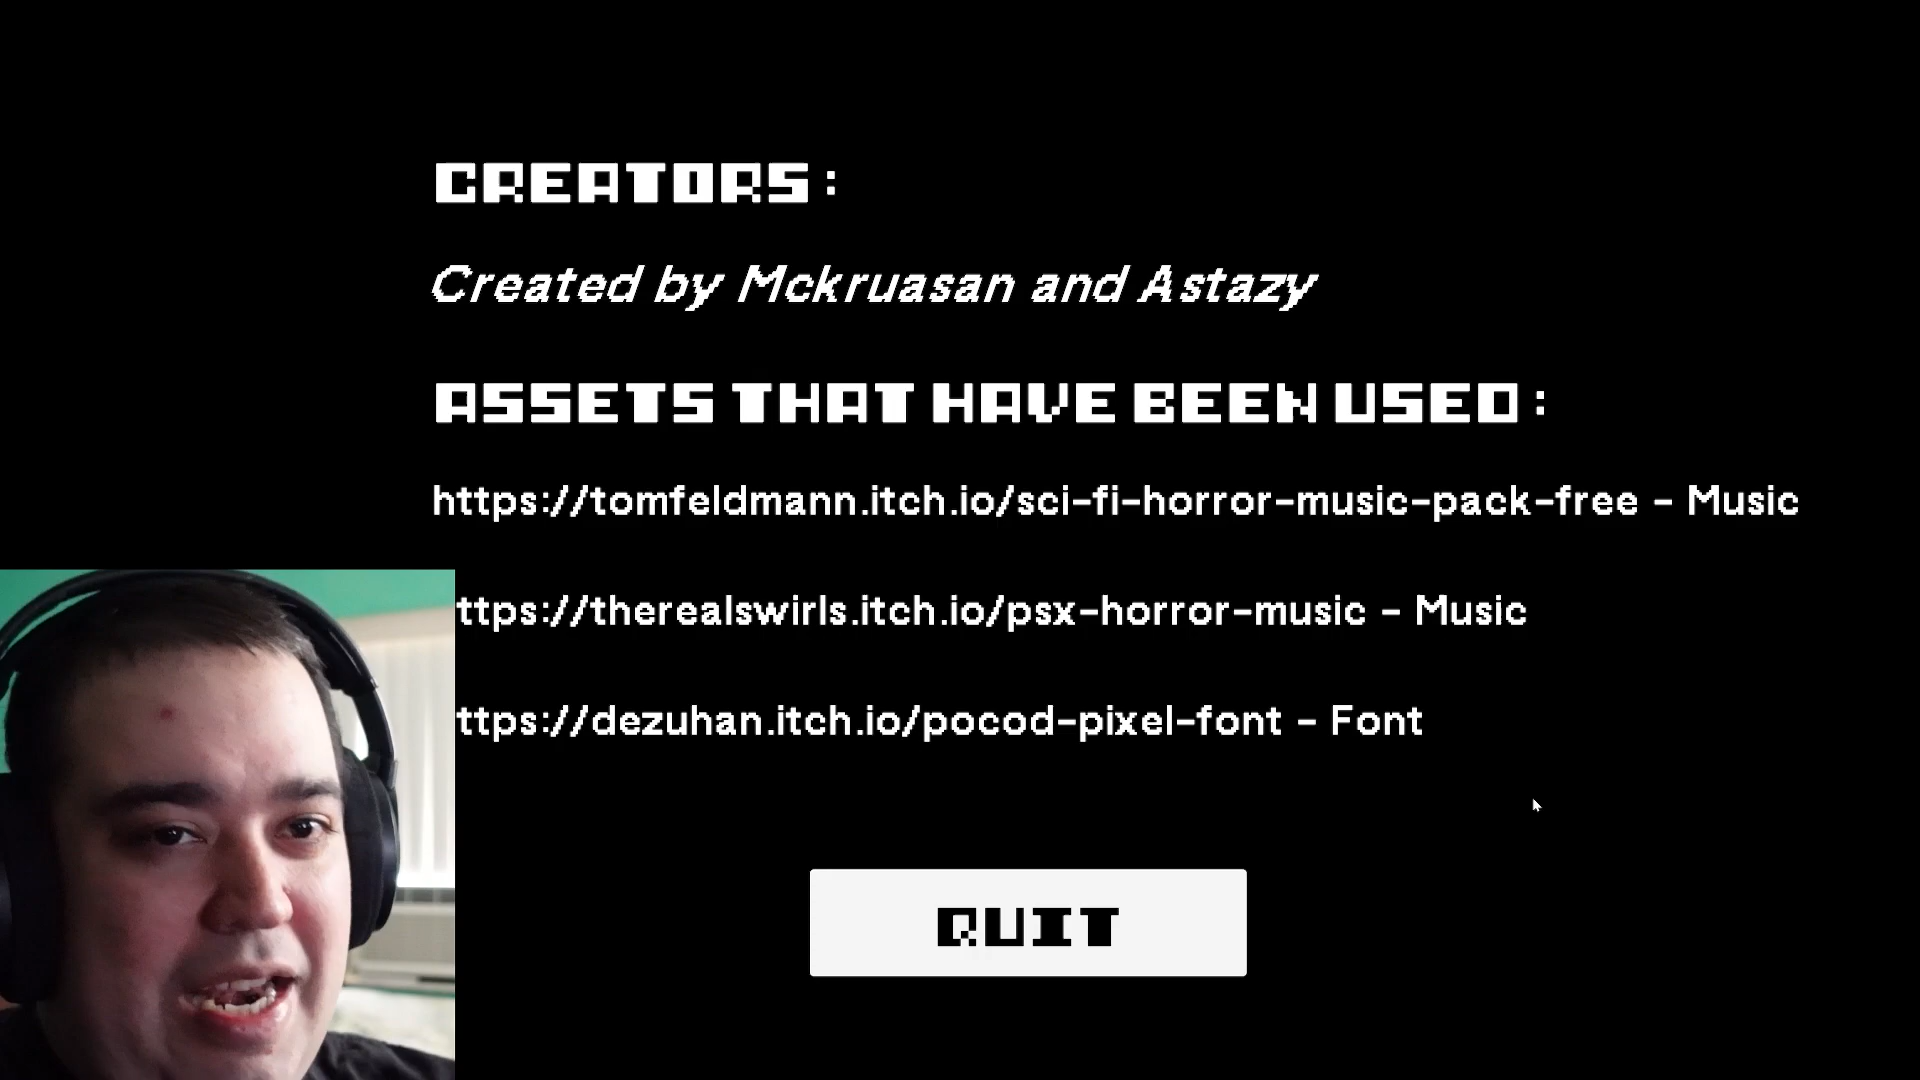 CREATORS:
Created by Mckruasan and Astazy
ASSETS THAT HAVE BEEN USED:
https://tomfeldmann.itch.io/sci-fi-horror-music-pack-free - Music
ttps://therealswirls.itch.io/psx-horror-music - Music
ttps://dezuhan.itch.io/pocod-pixel-font - Font
QUIT